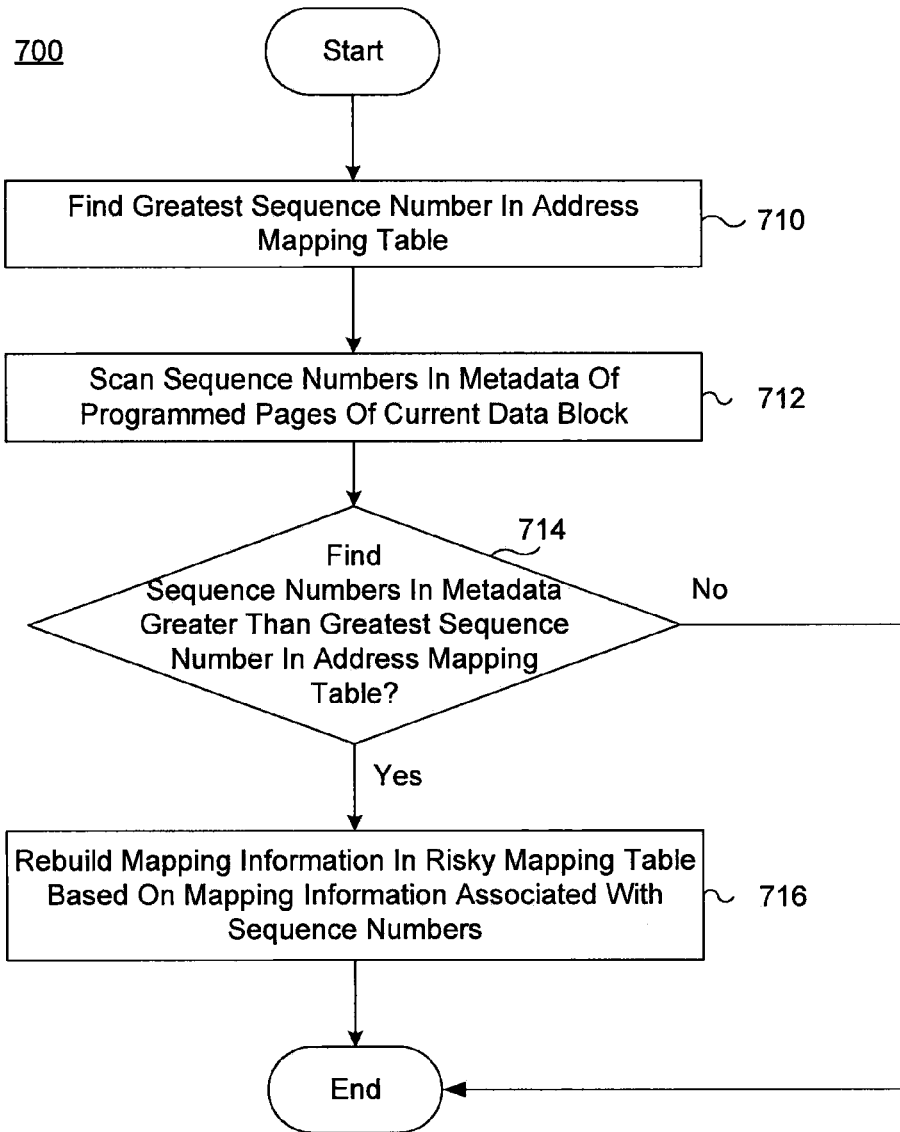 700
Start
Find Greatest Sequence Number In Address
Mapping Table
710
Scan Sequence Numbers In Metadata Of
Programmed Pages Of Current Data Block
712
714
Find
Sequence Numbers In Metadada
Greater Than Greatest Sequence
Number In Address Mapping
Table?
No
Yes
Rebuild Mapping Information In Risky Mapping Table
Based On Mapping Information Associated With
Sequence Numbers
716
End